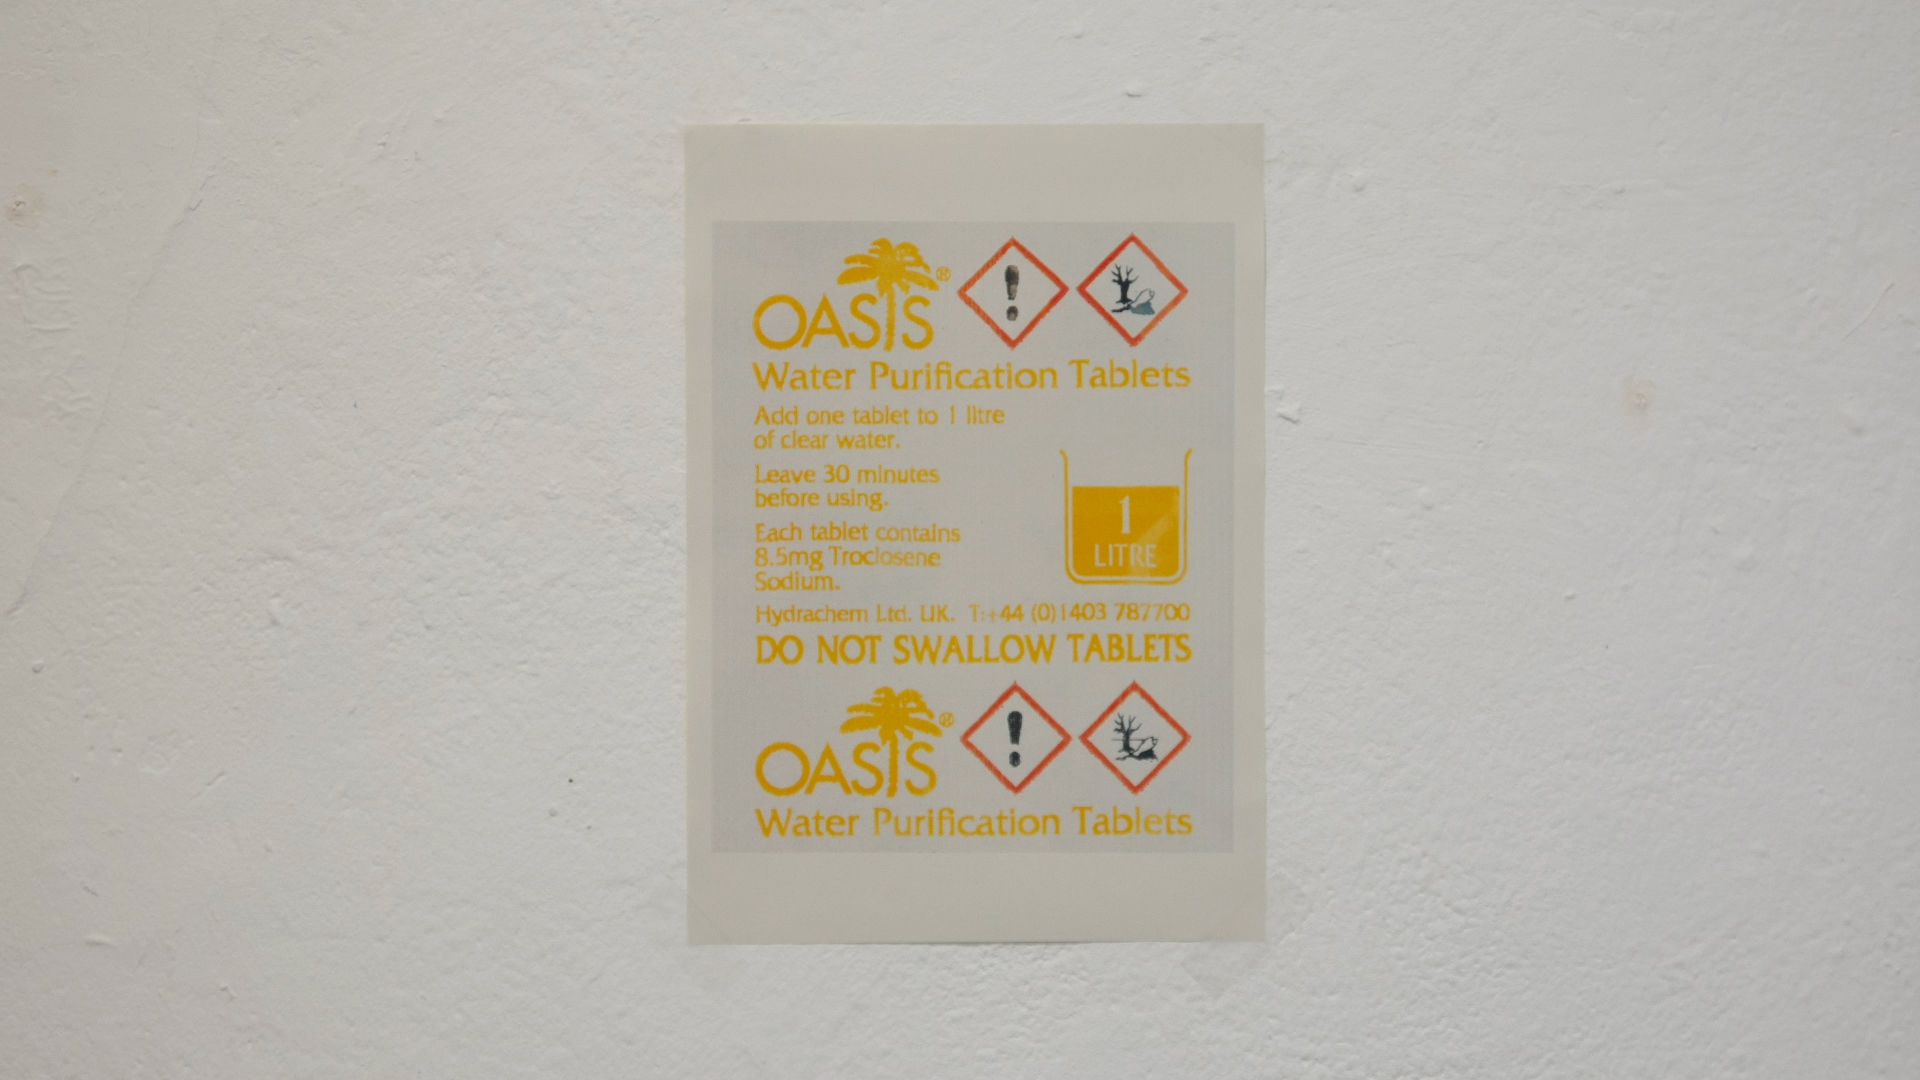 OASIS®
Water Purification Tablets
Add one tablet to 1 litre
of clear water.
Leave 30 minutes
before using.
Each tablet contains
8.5mg Troclosene
Sodium.
1
LITRE
Hydrachem Ltd. UK. T:+44 (0)1403 787700
DO NOT SWALLOW TABLETS
OASIS®
Water Purification Tablets